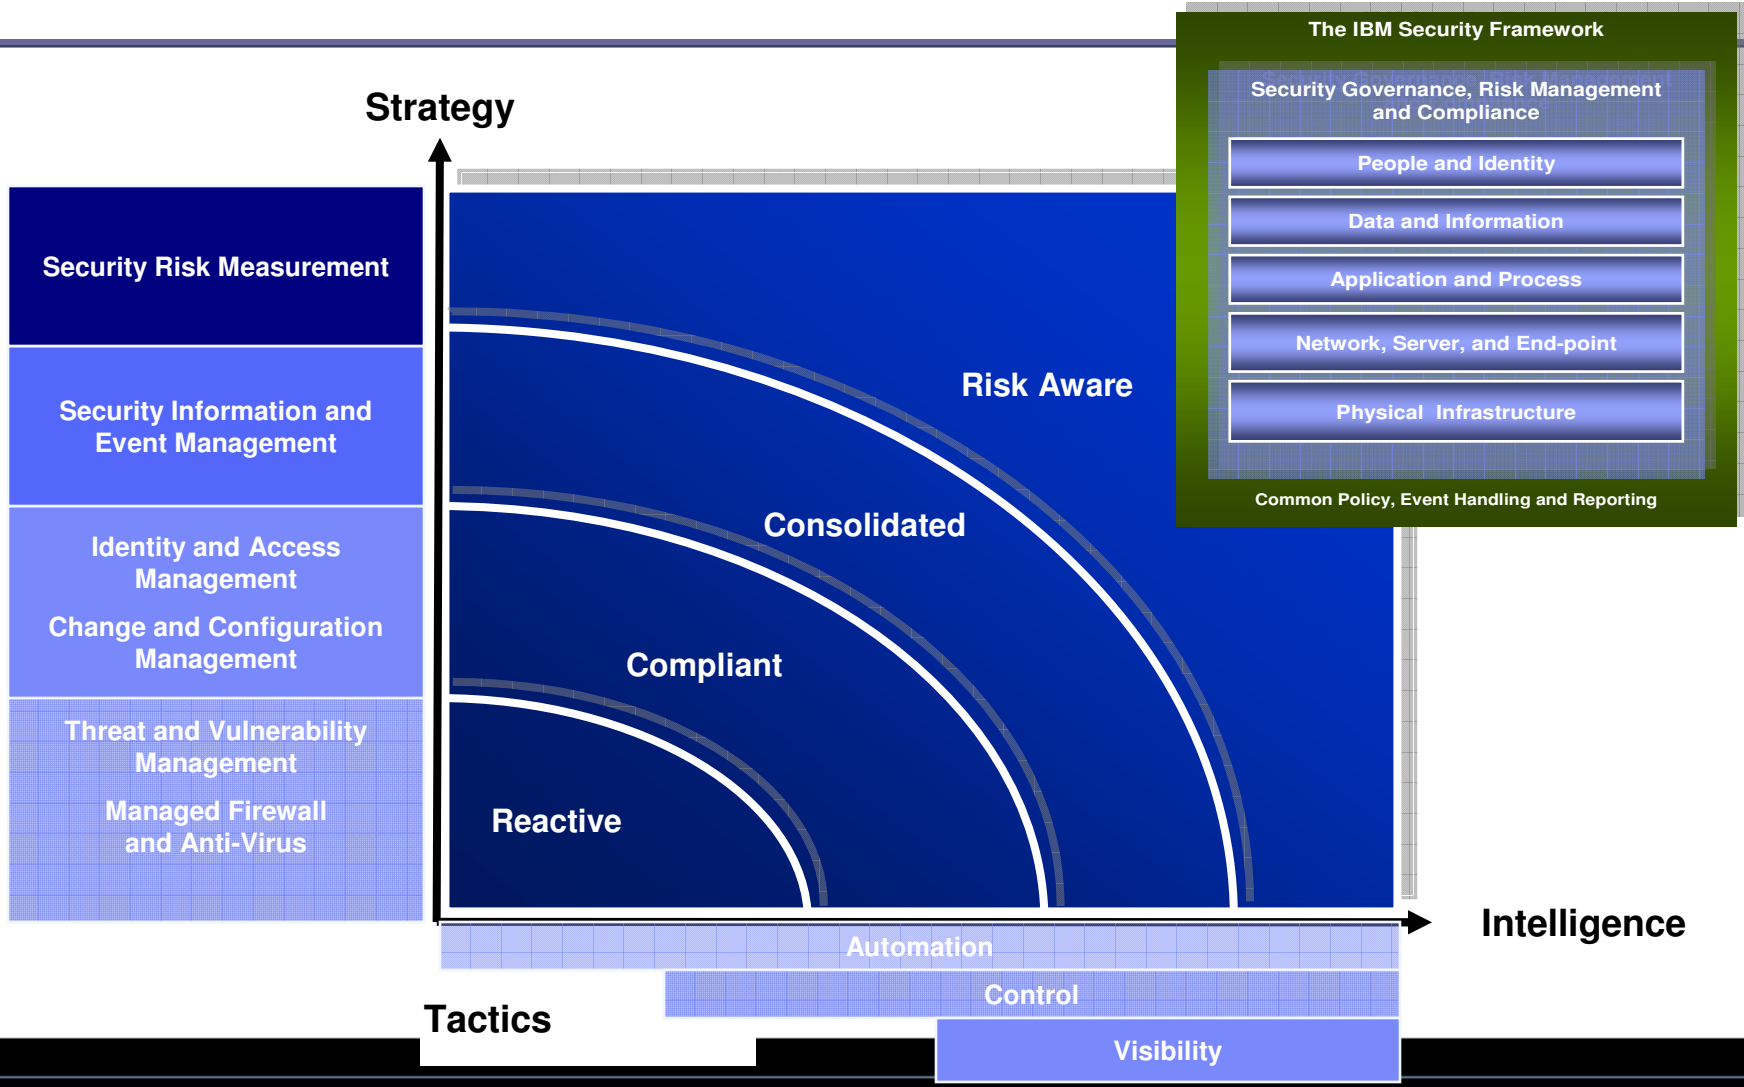 The IBM Security Framework
Security Governance, Risk Management
and Compliance
People and Identity
Data and Information
Application and Process
Network, Server, and End-point
Physical Infrastructure
Common Policy, Event Handling and Reporting
Strategy
Security Risk Measurement
Security Information and
Event Management
Identity and Access
Management
Change and Configuration
Management
Threat and Vulnerability
Management
Managed Firewall
and Anti-Virus
Risk Aware
Consolidated
Compliant
Reactive
Intelligence
Automation
Control
Visibility
Tactics